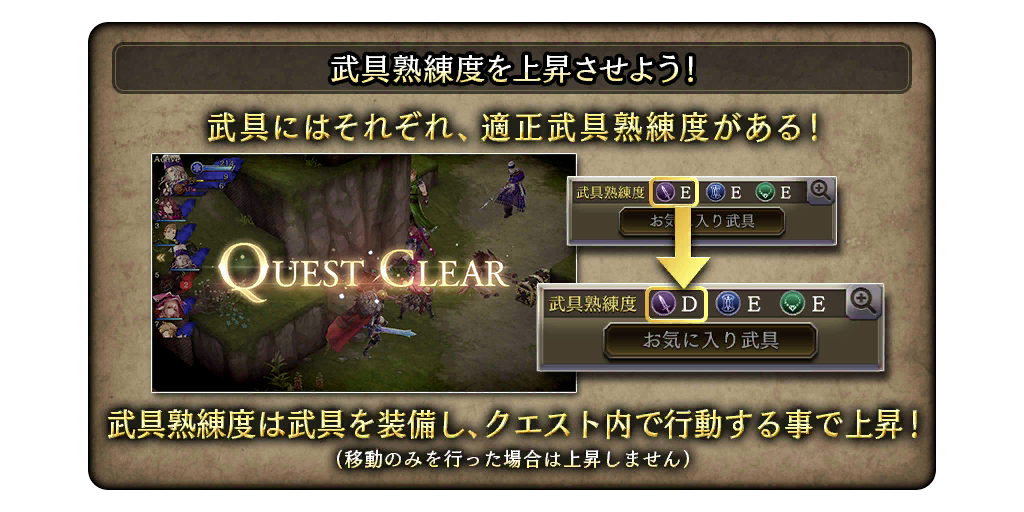 武具熟練度を上昇させよう！
武具にはそれぞれ、適正武具熟練度がある！
QUEST CLEAR
武具熟練度 E E E
お気に入り武具
武具熟練度 D E E
お気に入り武具
武具熟練度は武具を装備し、クエスト内で行動する事で上昇！
（移動のみを行った場合は上昇しません）